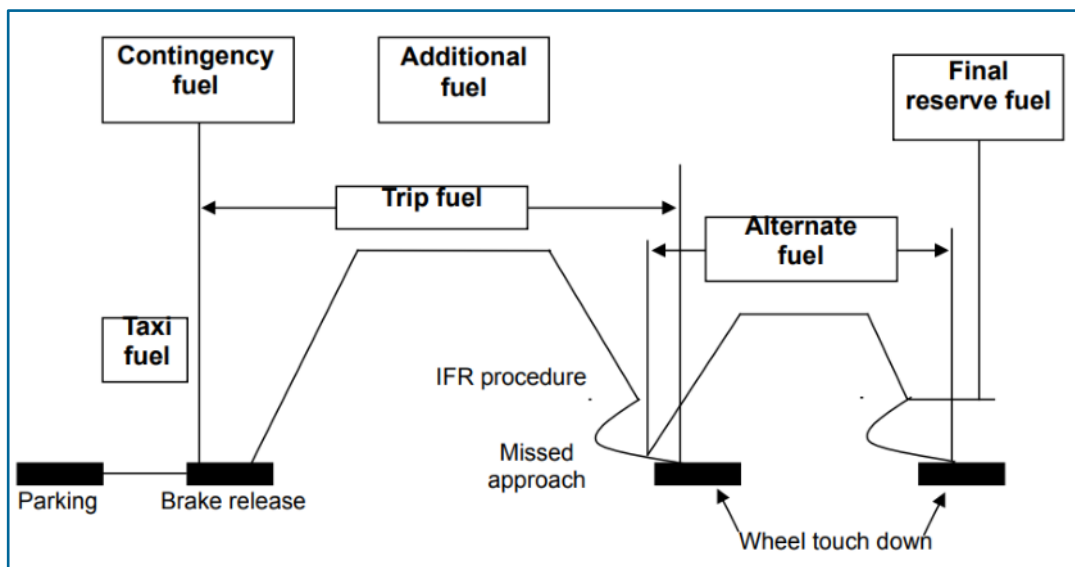 Contingency
fuel
Additional
fuel
Final
reserve fuel
Trip fuel
Alternate
fuel
Taxi
fuel
IFR procedure
Missed
approach
Parking
Brake release
Wheel touch down